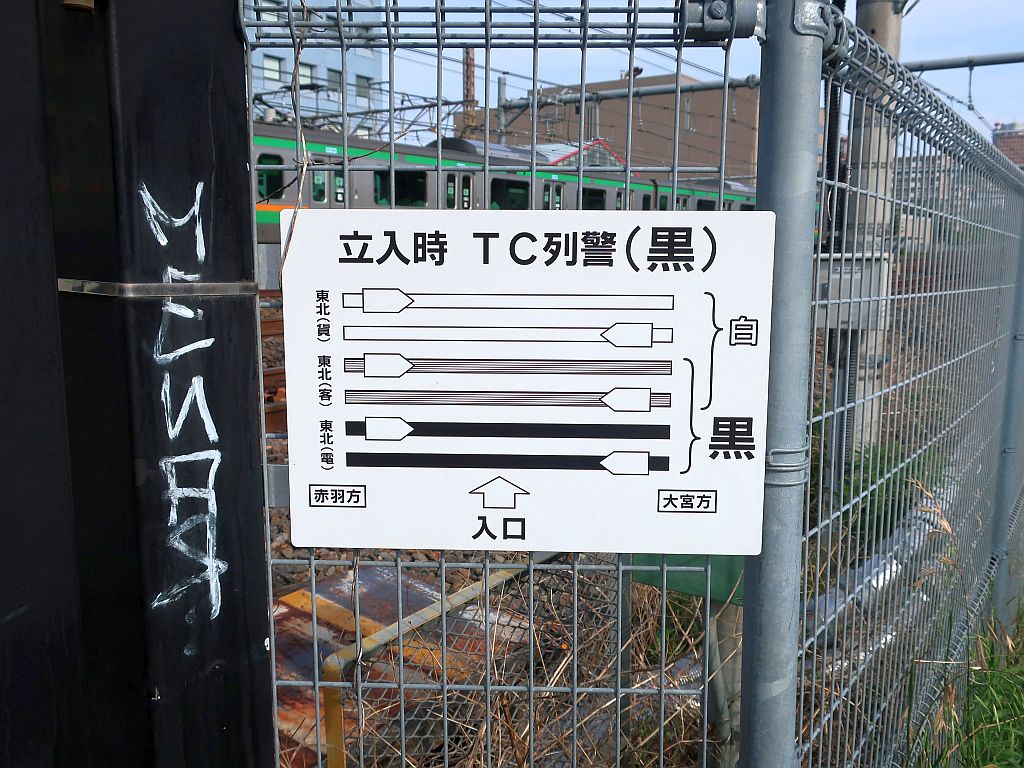 立入時 TC列警(黒)
東北(貨)
東北(客)
東北(電)
白
黒
赤羽方
大宮方
入口